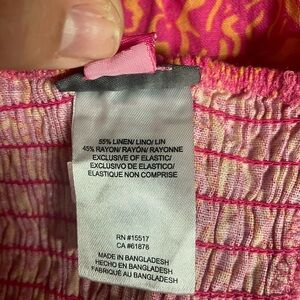 55% LINEN/ LINO/ LIN
45% RAYON/ RAYÓN/ RAYONNE
EXCLUSIVE OF ELASTIC/
EXCLUSIVO DE ELASTICO/
ELASTIQUE NON COMPRISE
RN #15517
CA #61878
MADE IN BANGLADESH
HECHO EN BANGLADESH
FABRIQUÉ AU BANGLADESH